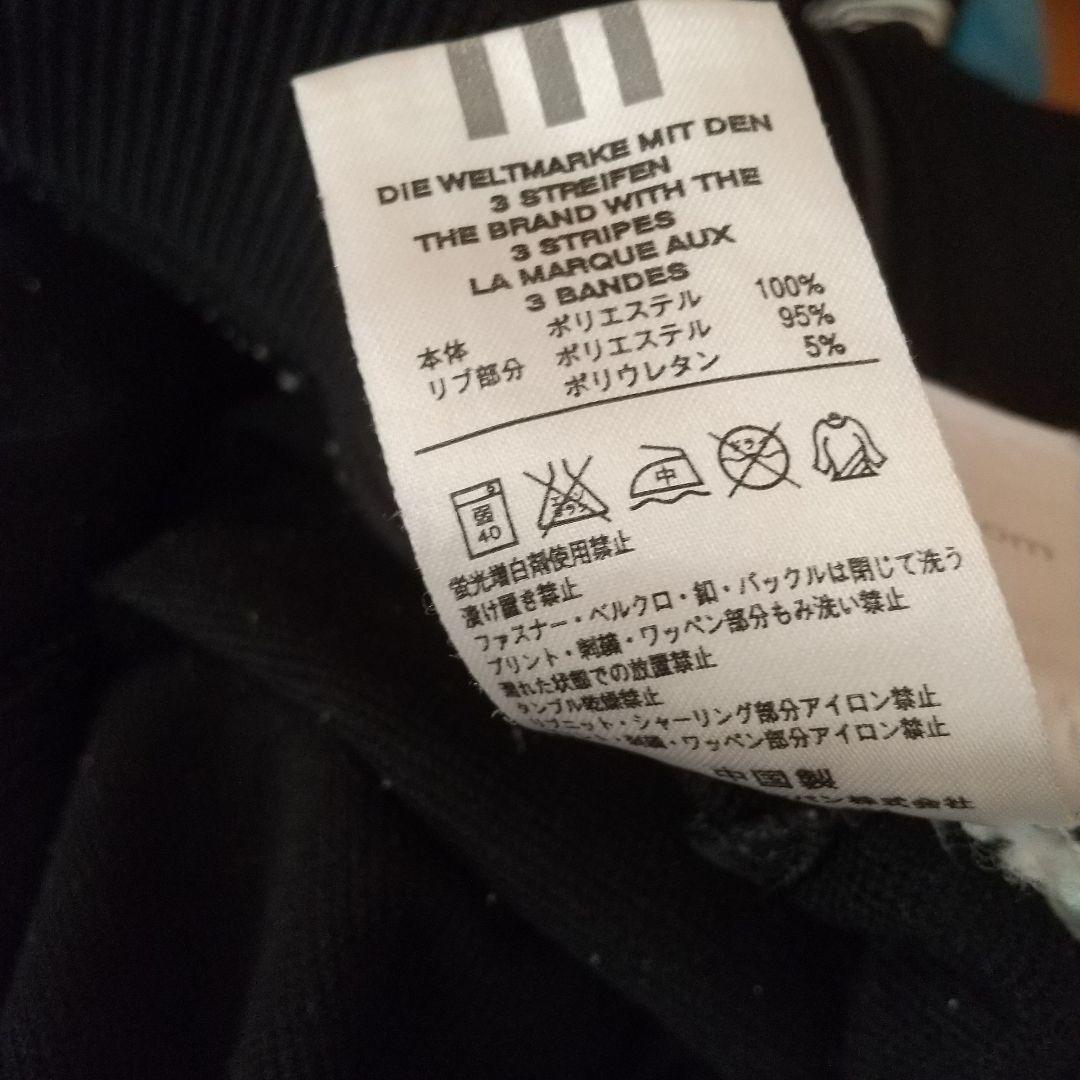 DIE WELTMARKE MIT DEN
3 STREIFEN
THE BRAND WITH THE
3 STRIPES
LA MARQUE AUX
3 BANDES
本体 ポリエステル 100%
リブ部分 ポリエステル 95%
ポリウレタン 5%
弱
40
中
蛍光増白剤使用禁止
漬け置き禁止
ファスナー・ベルクロ・釦・バックルは閉じて洗う
プリント・刺繍・ワッペン部分もみ洗い禁止
濡れた状態での放置禁止
タンブル乾燥禁止
ニット・シャーリング部分アイロン禁止
刺繍・ワッペン部分アイロン禁止
中国製
パン株式会社